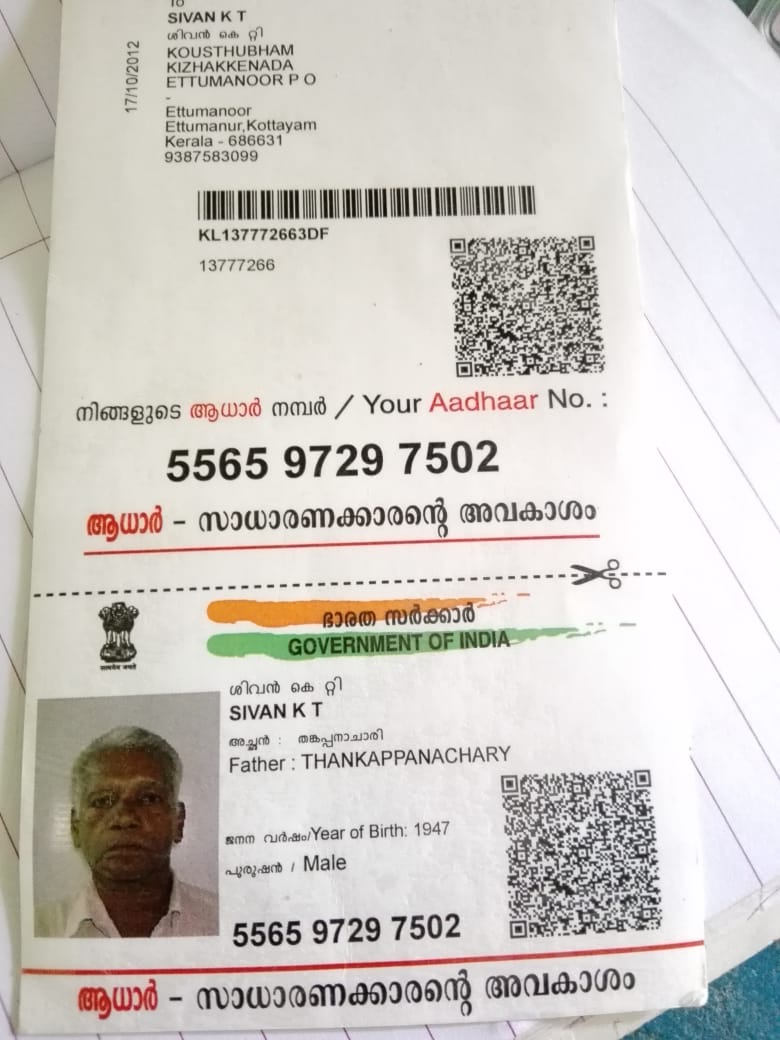 To
SIVAN K T
ശിവൻ കെ റ്റി
KOUSTHUBHAM
KIZHAKKENADA
ETTUMANOOR P O
-
Ettumanoor
Ettumanur,Kottayam
Kerala - 686631
9387583099
17/10/2012
KL137772663DF
13777266
നിങ്ങളുടെ ആധാർ നമ്പർ / Your Aadhaar No. :
5565 9729 7502
ആധാർ - സാധാരണക്കാരന്റെ അവകാശം
सत्यमेव जयते
ഭാരത സർക്കാർ
GOVERNMENT OF INDIA
ശിവൻ കെ റ്റി
SIVAN K T
അച്ഛൻ : തങ്കപ്പനാചാരി
Father : THANKAPPANACHARY
ജനന വർഷം/Year of Birth: 1947
പുരുഷൻ / Male
5565 9729 7502
ആധാർ - സാധാരണക്കാരന്റെ അവകാശം